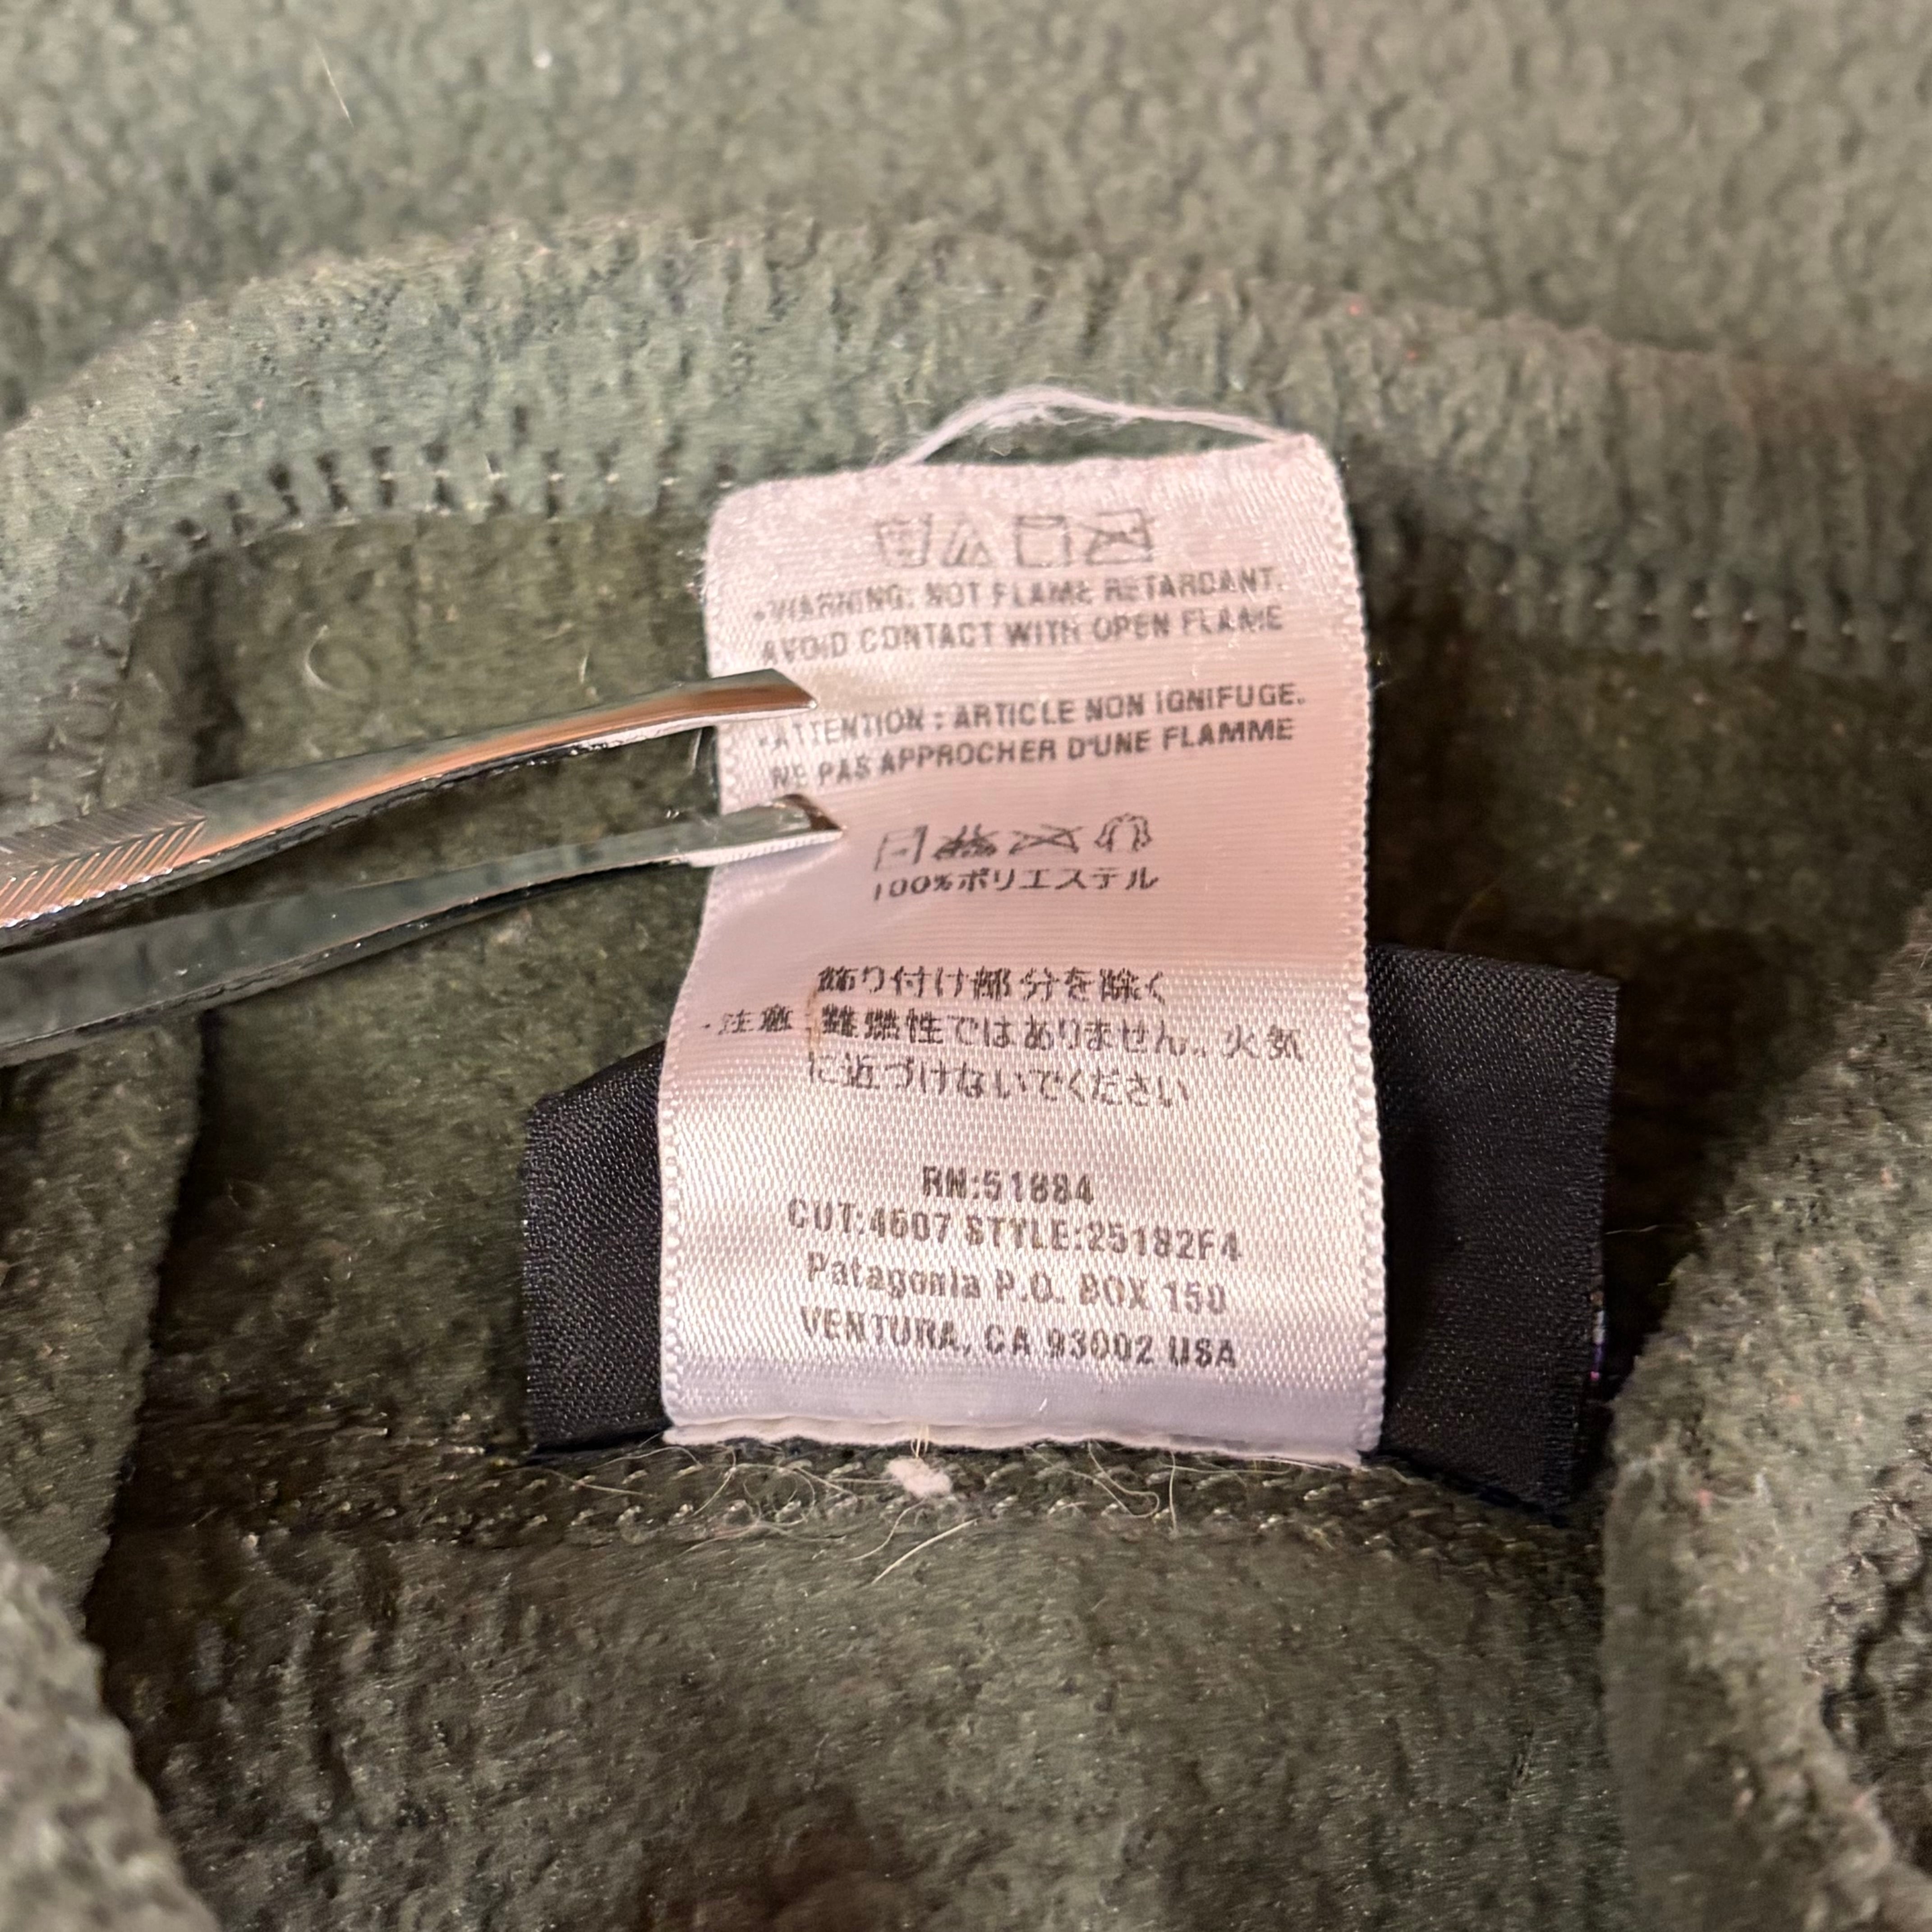 •WARNING: NOT FLAME RETARDANT.
AVOID CONTACT WITH OPEN FLAME
•ATTENTION : ARTICLE NON IGNIFUGE.
NE PAS APPROCHER D'UNE FLAMME
100%ポリエステル
飾り付け部分を除く
・注意 難燃性ではありません。火気
に近づけないでください
RN:51884
CUT:4607 STYLE:25182F4
Patagonia P.O. BOX 150
VENTURA, CA 93002 USA